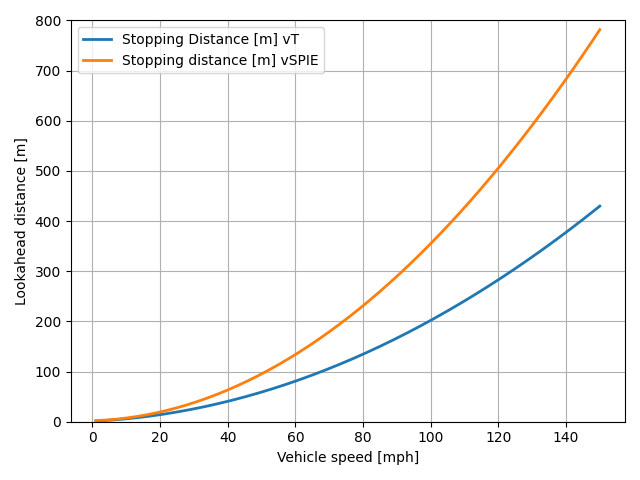 Stopping Distance [m] vT
Stopping distance [m] vSPIE
800
700
600
500
400
300
200
100
0
Lookahead distance [m]
0 20 40 60 80 100 120 140
Vehicle speed [mph]